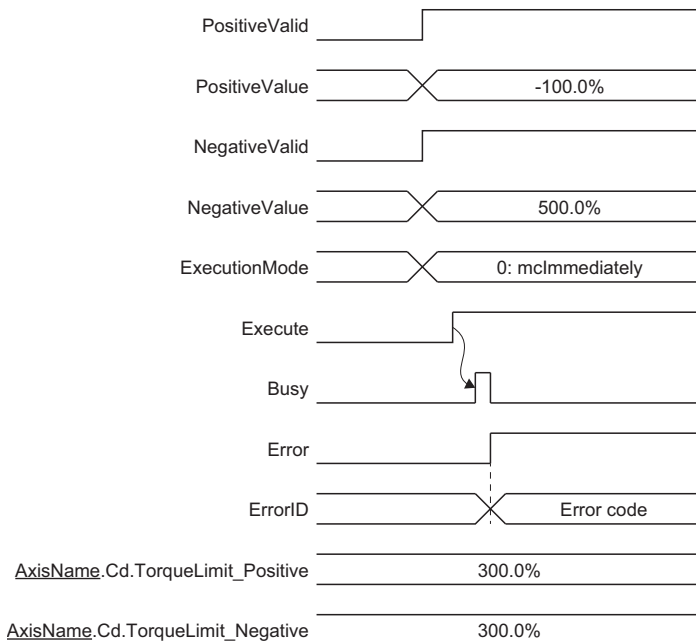 PositiveValid
PositiveValue
-100.0%
NegativeValid
NegativeValue
500.0%
ExecutionMode
0: mcImmediately
Execute
Busy
Error
ErrorID
Error code
AxisName.Cd.TorqueLimit_Positive
300.0%
AxisName.Cd.TorqueLimit_Negative
300.0%